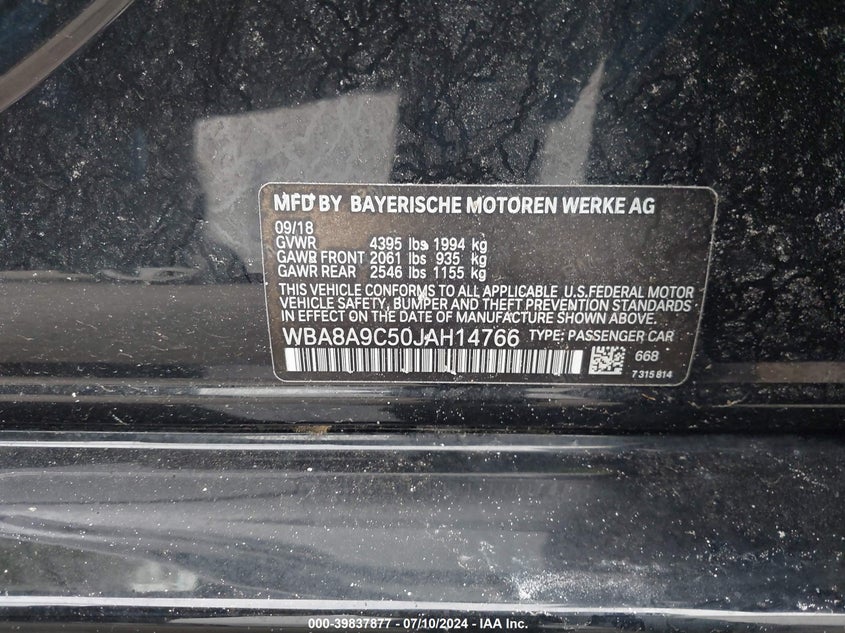 MFD BY BAYERISCHE MOTOREN WERKE AG
09/18
GVWR 4395 lbs 1994 kg
GAWR FRONT 2061 lbs 935 kg
GAWR REAR 2546 lbs 1155 kg
THIS VEHICLE CONFORMS TO ALL APPLICABLE U.S.FEDERAL MOTOR
VEHICLE SAFETY, BUMPER AND THEFT PREVENTION STANDARDS
IN EFFECT ON DATE OF MANUFACTURE SHOWN ABOVE.
WBA8A9C50JAH14766 TYPE: PASSENGER CAR
668
7 315 814
000-39837877 - 07/10/2024 - IAA Inc.